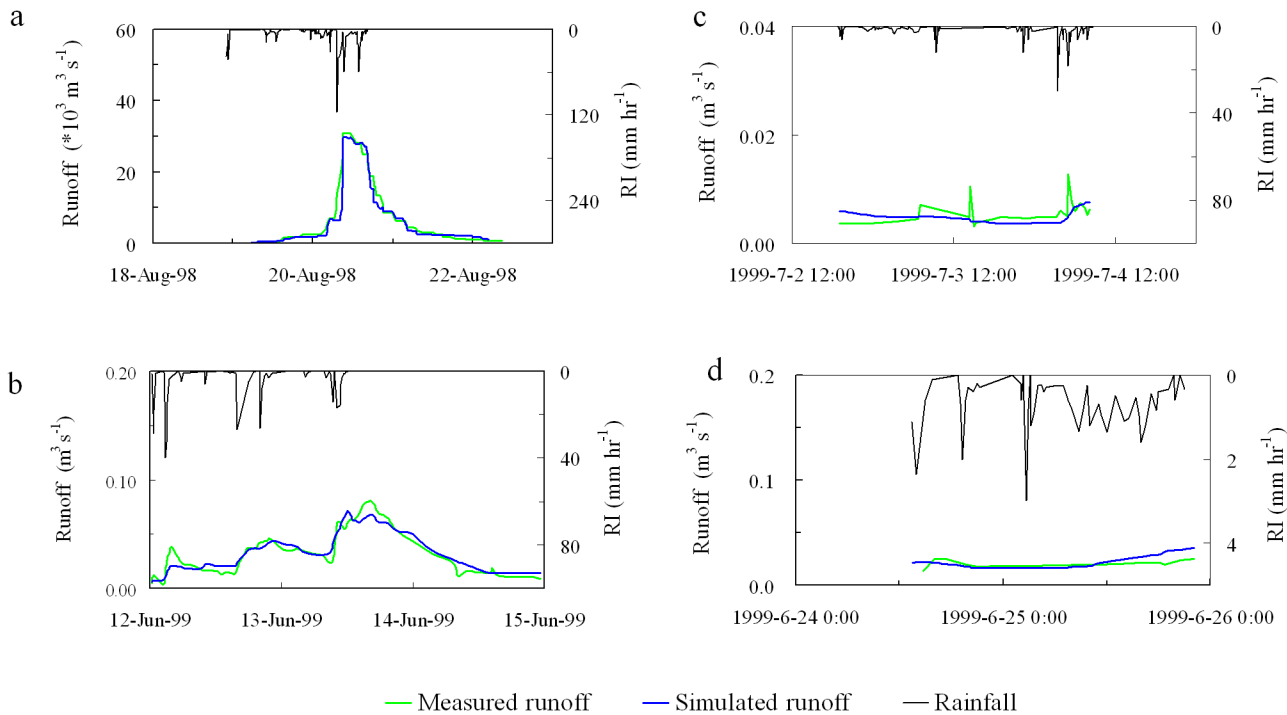 a
Runoff (*10³ m³ s⁻¹)
60
50
40
30
20
10
0
18-Aug-98
20-Aug-98
22-Aug-98
0
120
240
RI (mm hr⁻¹)
c
Runoff (m³ s⁻¹)
0.04
0.02
0.00
1999-7-2 12:00
1999-7-3 12:00
1999-7-4 12:00
0
40
80
RI (mm hr⁻¹)
b
Runoff (m³ s⁻¹)
0.20
0.10
0.00
12-Jun-99
13-Jun-99
14-Jun-99
15-Jun-99
0
40
80
RI (mm hr⁻¹)
d
Runoff (m³ s⁻¹)
0.2
0.1
0.0
1999-6-24 0:00
1999-6-25 0:00
1999-6-26 0:00
0
2
4
RI (mm hr⁻¹)
Measured runoff
Simulated runoff
Rainfall